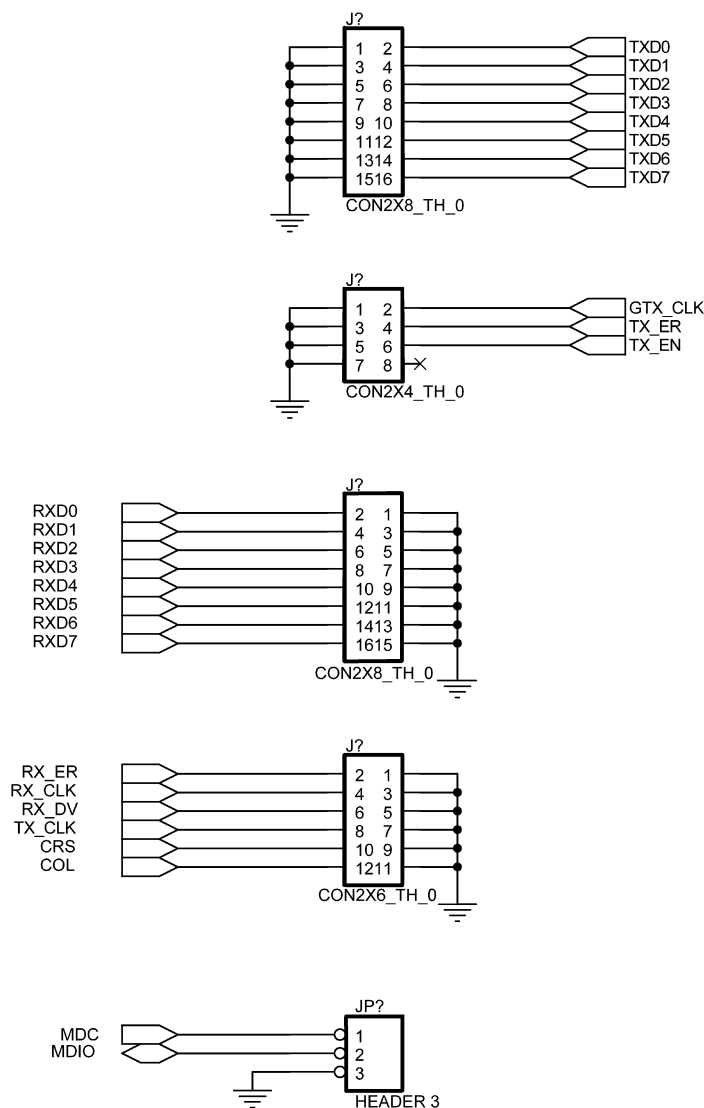 J?
1 2 TXD0
3 4 TXD1
5 6 TXD2
7 8 TXD3
9 10 TXD4
1112 TXD5
1314 TXD6
1516 TXD7
CON2X8_TH_0
J?
1 2 GTX_CLK
3 4 TX_ER
5 6 TX_EN
7 8
CON2X4_TH_0
J?
RXD0 2 1
RXD1 4 3
RXD2 6 5
RXD3 8 7
RXD4 10 9
RXD5 1211
RXD6 1413
RXD7 1615
CON2X8_TH_0
J?
RX_ER 2 1
RX_CLK 4 3
RX_DV 6 5
TX_CLK 8 7
CRS 10 9
COL 1211
CON2X6_TH_0
JP?
MDC 1
MDIO 2
3
HEADER 3